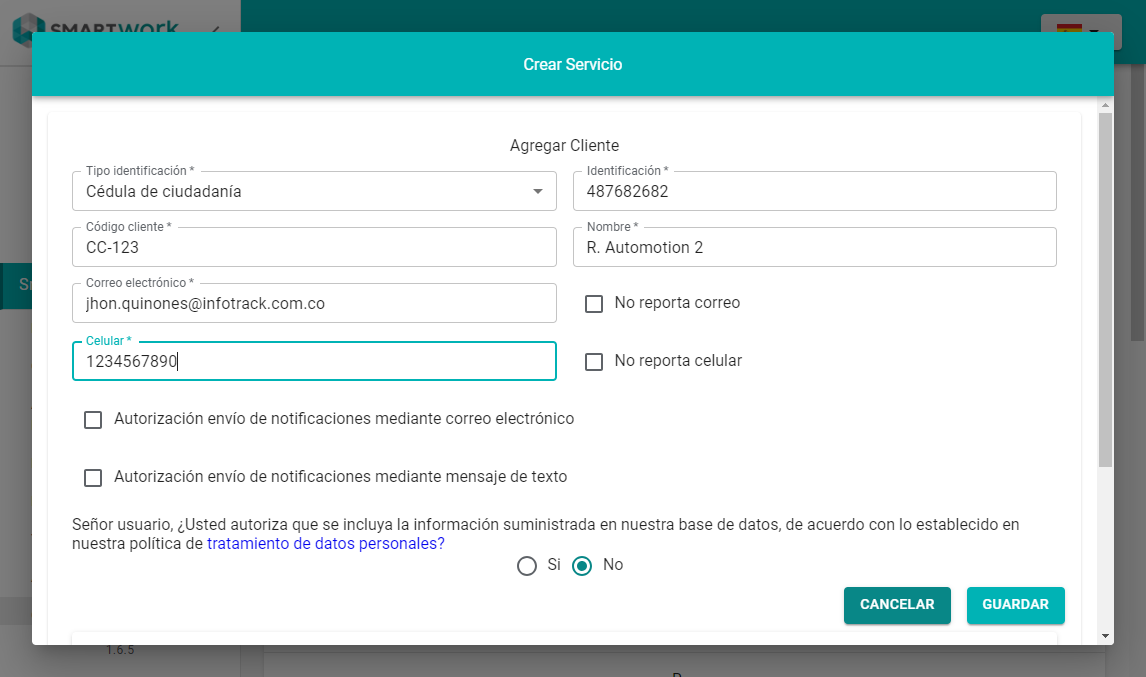 SMARTwork
Crear Servicio
Agregar Cliente
Tipo identificación *
Cédula de ciudadanía
Identificación *
487682682
Código cliente *
CC-123
Nombre *
R. Automotion 2
Correo electrónico *
jhon.quinones@infotrack.com.co
No reporta correo
Celular *
1234567890
No reporta celular
Autorización envío de notificaciones mediante correo electrónico
Autorización envío de notificaciones mediante mensaje de texto
Señor usuario, ¿Usted autoriza que se incluya la información suministrada en nuestra base de datos, de acuerdo con lo establecido en
nuestra política de tratamiento de datos personales?
Si
No
CANCELAR
GUARDAR
1.6.5